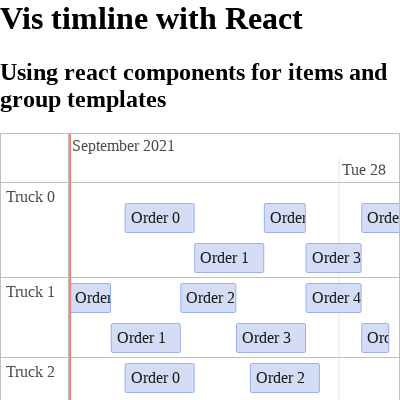 Vis timline with React
Using react components for items and
group templates
September 2021
Tue 28
Truck 0
Order 0
Order
Orde
Order 1
Order 3
Truck 1
Order
Order 2
Order 4
Order 1
Order 3
Ord
Truck 2
Order 0
Order 2